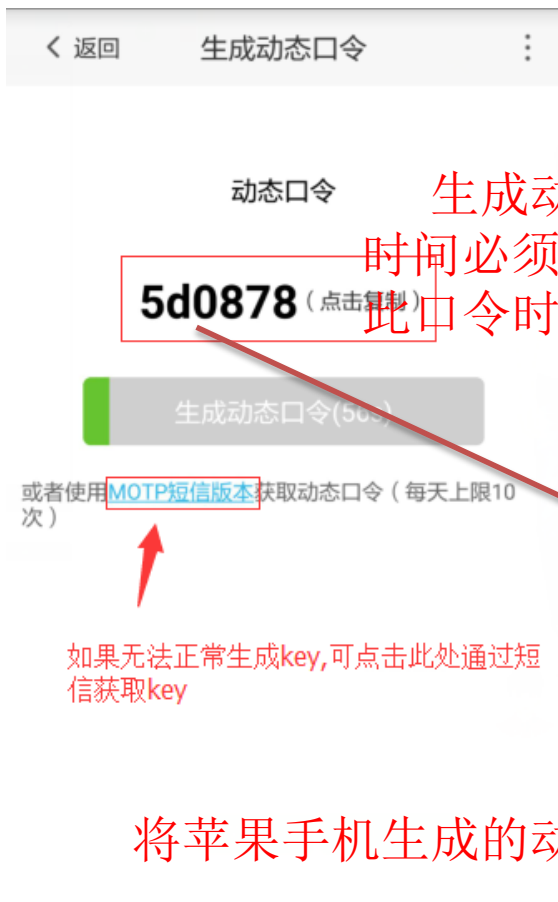 返回
生成动态口令
动态口令
生成动
时间必须
5d0878（点击复制）
此口令时
生成动态口令(56s)
或者使用MOTP短信版本获取动态口令（每天上限10
次）
如果无法正常生成key,可点击此处通过短
信获取key
将苹果手机生成的动